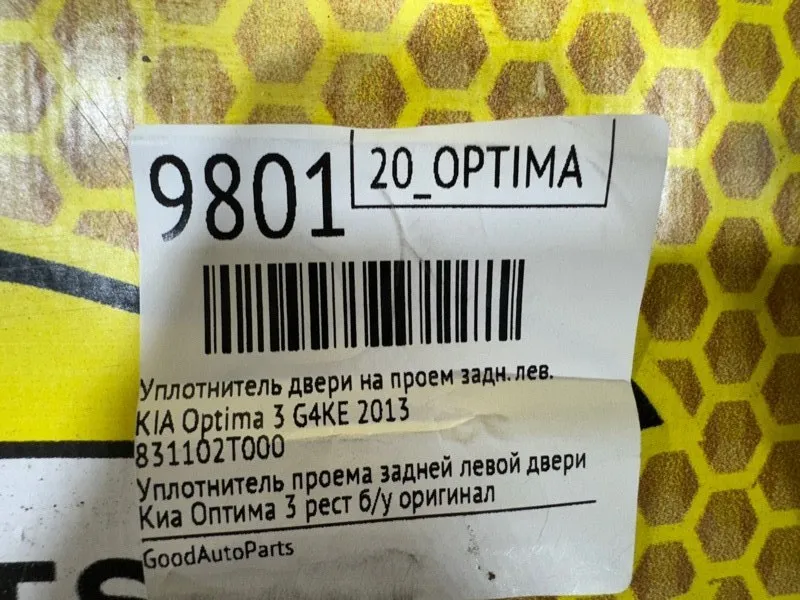 9801
20_OPTIMA
Уплотнитель двери на проем задн. лев.
KIA Optima 3 G4KE 2013
831102T000
Уплотнитель проема задней левой двери
Киа Оптима 3 рест б/у оригинал
GoodAutoParts
TS